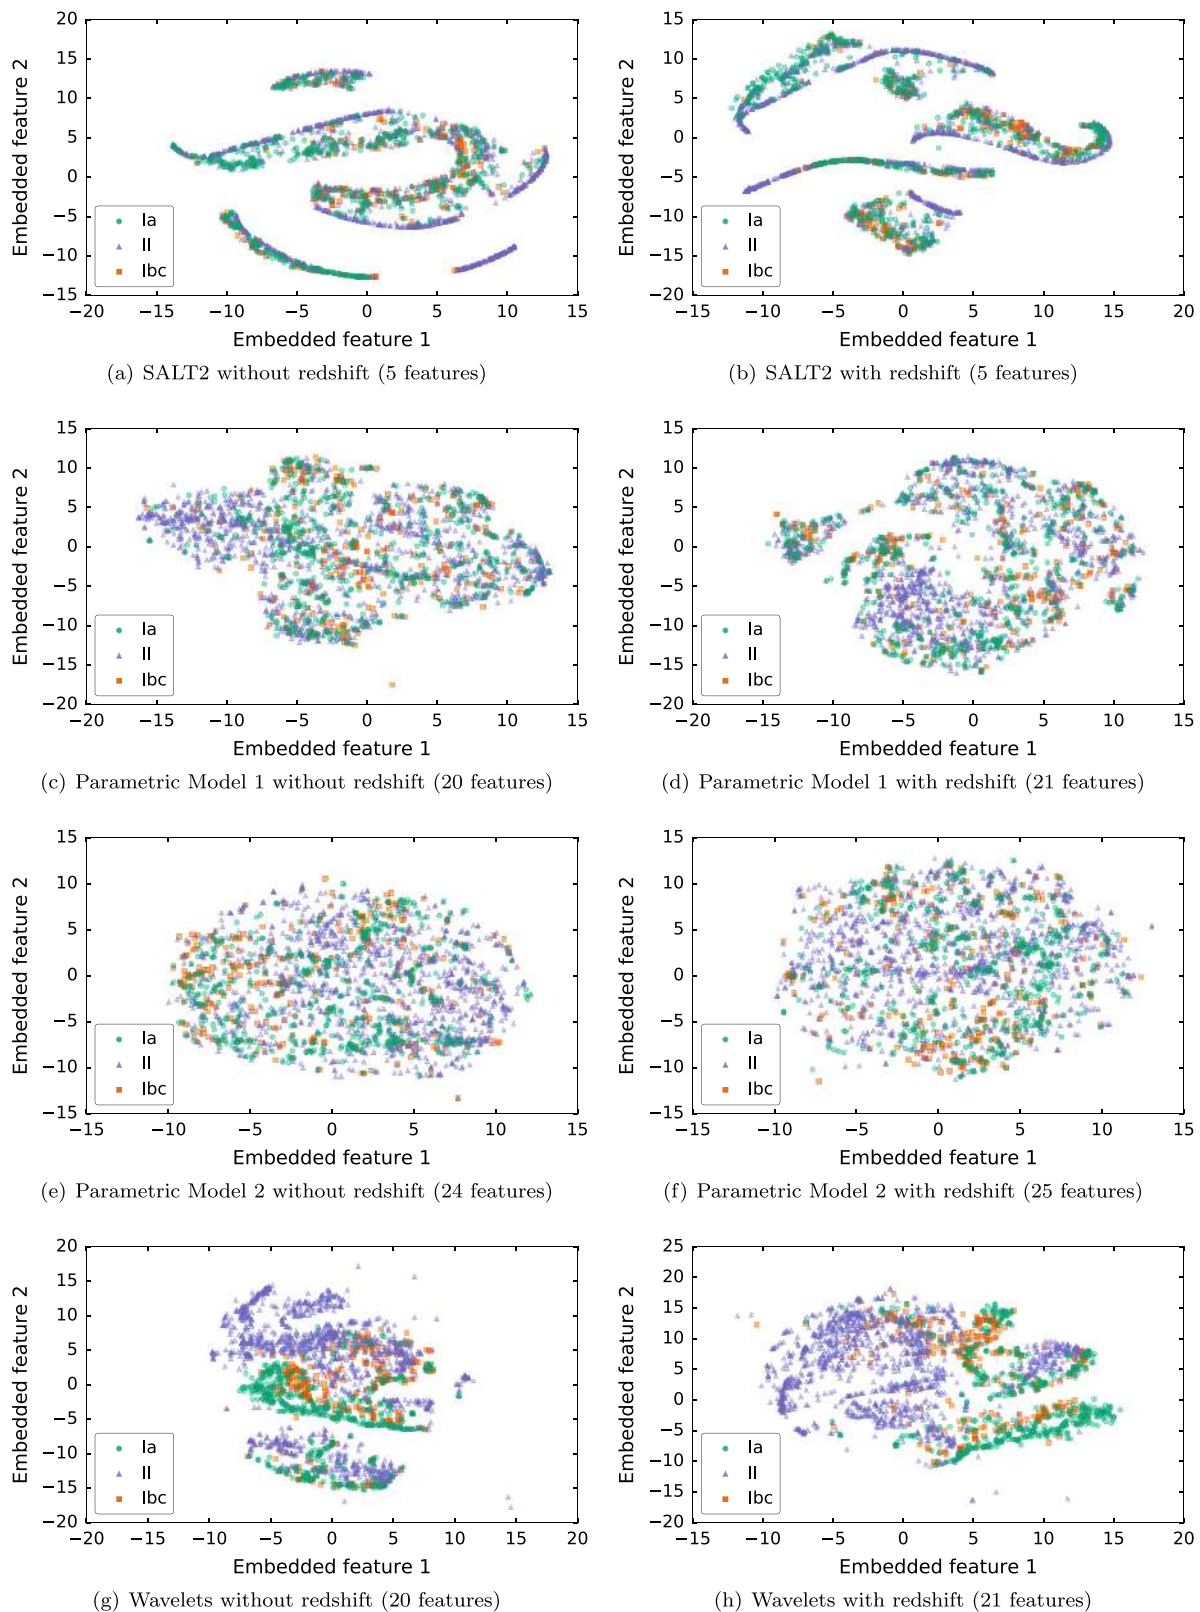 20
15
10
5
0
−5
−10
−15
−20 −15 −10 −5 0 5 10 15
Embedded feature 2
Embedded feature 1
Ia
II
Ibc
(a) SALT2 without redshift (5 features)
15
10
5
0
−5
−10
−15
−20
−15 −10 −5 0 5 10 15 20
Embedded feature 2
Embedded feature 1
Ia
II
Ibc
(b) SALT2 with redshift (5 features)
15
10
5
0
−5
−10
−15
−20
−20 −15 −10 −5 0 5 10 15
Embedded feature 2
Embedded feature 1
Ia
II
Ibc
(c) Parametric Model 1 without redshift (20 features)
15
10
5
0
−5
−10
−15
−20
−20 −15 −10 −5 0 5 10 15
Embedded feature 2
Embedded feature 1
Ia
II
Ibc
(d) Parametric Model 1 with redshift (21 features)
15
10
5
0
−5
−10
−15
−15 −10 −5 0 5 10 15
Embedded feature 2
Embedded feature 1
Ia
II
Ibc
(e) Parametric Model 2 without redshift (24 features)
15
10
5
0
−5
−10
−15
−15 −10 −5 0 5 10 15
Embedded feature 2
Embedded feature 1
Ia
II
Ibc
(f) Parametric Model 2 with redshift (25 features)
20
15
10
5
0
−5
−10
−15
−20
−20 −15 −10 −5 0 5 10 15 20
Embedded feature 2
Embedded feature 1
Ia
II
Ibc
(g) Wavelets without redshift (20 features)
25
20
15
10
5
0
−5
−10
−15
−20
−15 −10 −5 0 5 10 15 20
Embedded feature 2
Embedded feature 1
Ia
II
Ibc
(h) Wavelets with redshift (21 features)